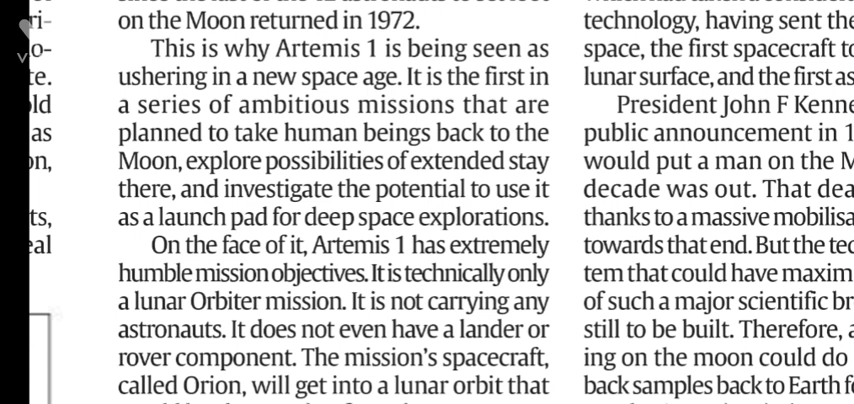 ri-
o-
te.
old
as
on,
ts,
eal
on the Moon returned in 1972.
This is why Artemis 1 is being seen as
ushering in a new space age. It is the first in
a series of ambitious missions that are
planned to take human beings back to the
Moon, explore possibilities of extended stay
there, and investigate the potential to use it
as a launch pad for deep space explorations.
On the face of it, Artemis 1 has extremely
humble mission objectives. It is technically only
a lunar Orbiter mission. It is not carrying any
astronauts. It does not even have a lander or
rover component. The mission's spacecraft,
called Orion, will get into a lunar orbit that
technology, having sent the
space, the first spacecraft to
lunar surface, and the first as
President John F Kenne
public announcement in 1
would put a man on the M
decade was out. That dea
thanks to a massive mobilisa
towards that end. But the tec
tem that could have maxim
of such a major scientific br
still to be built. Therefore, a
ing on the moon could do
back samples back to Earth f